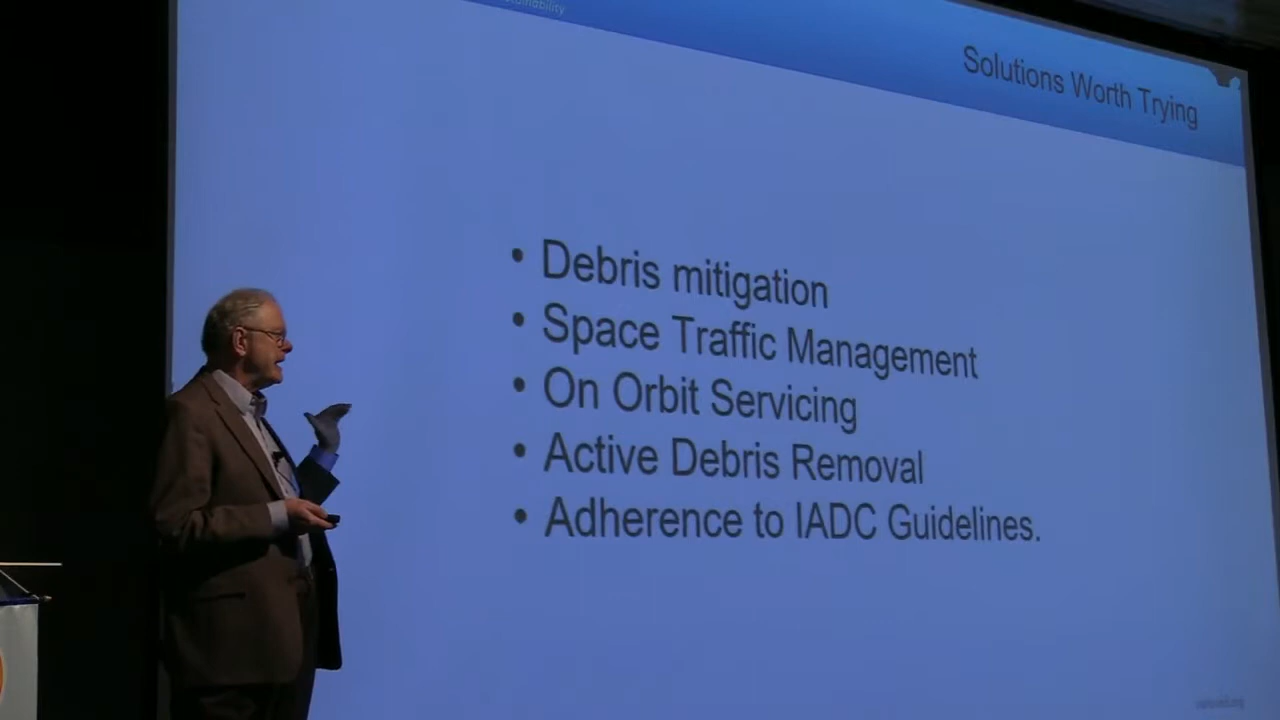 Solutions Worth Trying
• Debris mitigation
• Space Traffic Management
• On Orbit Servicing
• Active Debris Removal
• Adherence to IADC Guidelines.